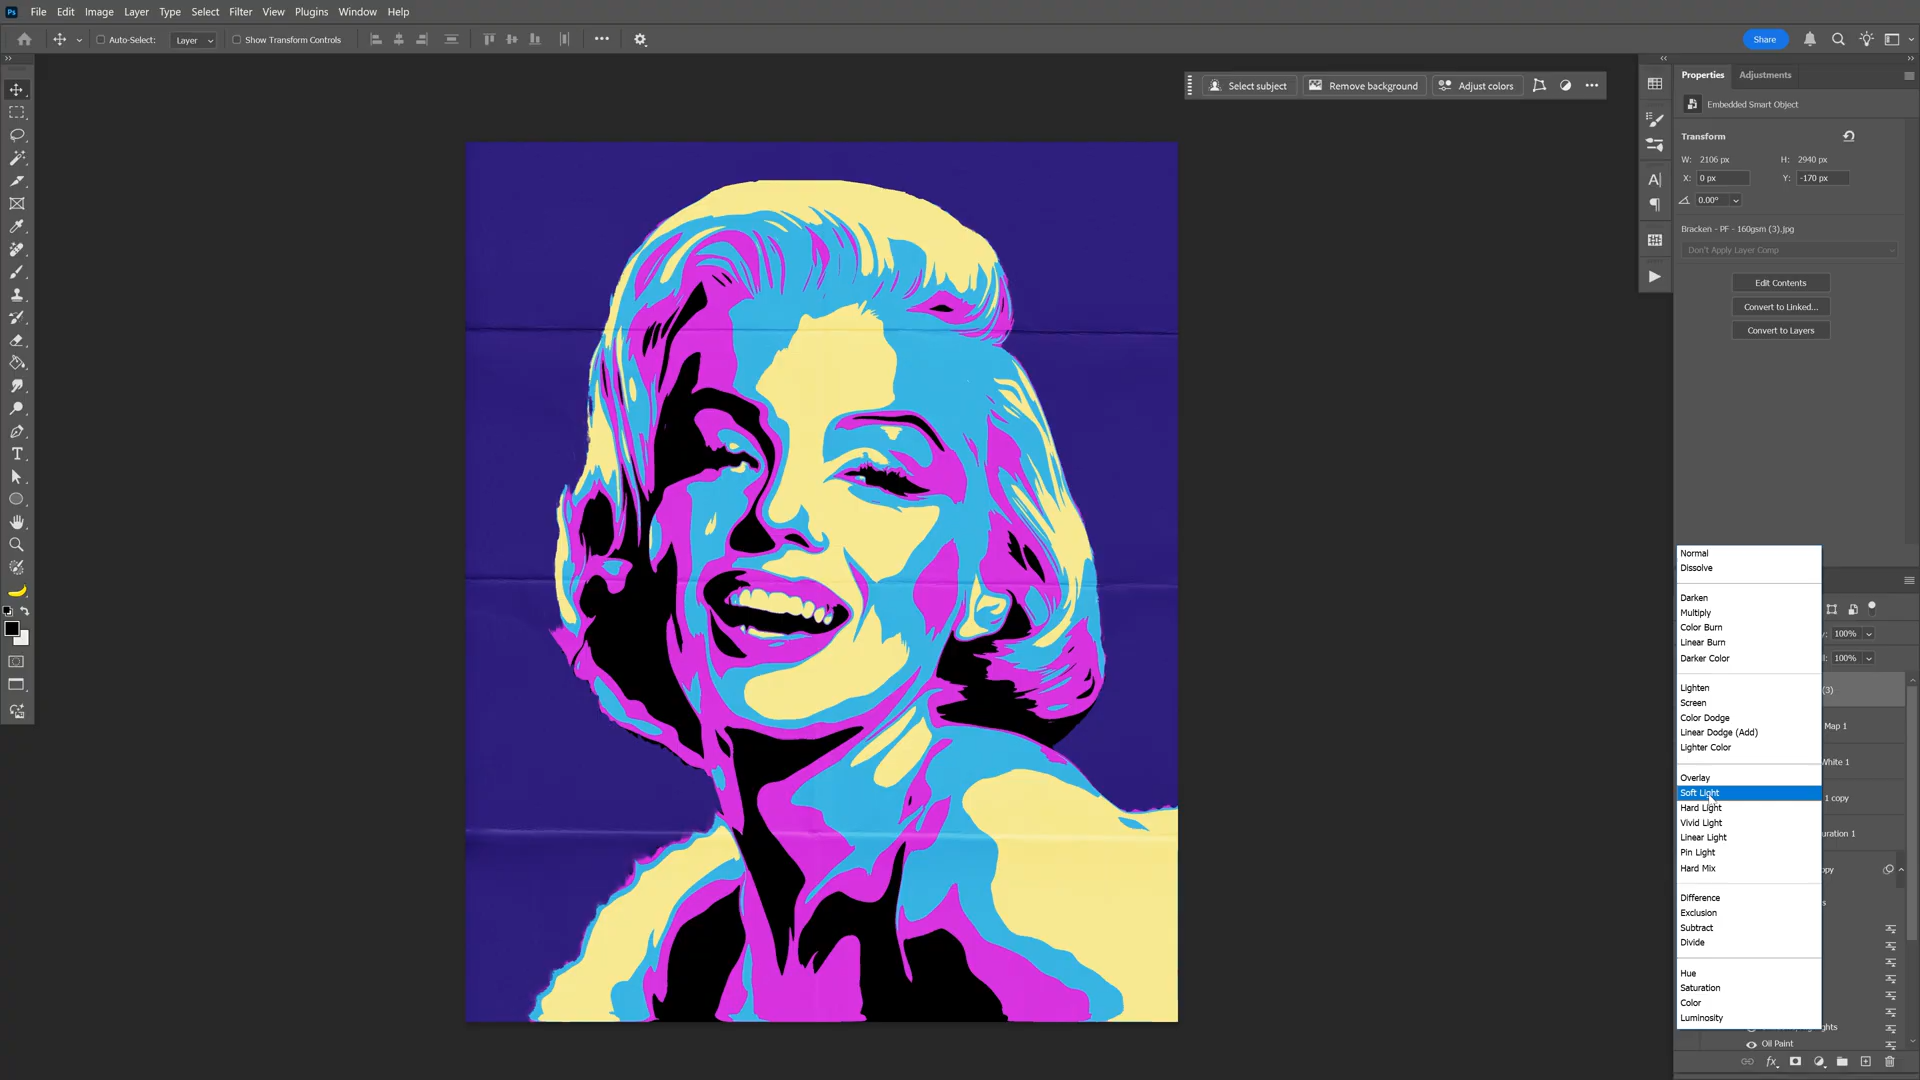 Ps File Edit Image Layer Type Select Filter View Plugins Window Help
Auto-Select: Layer Show Transform Controls Share
Select subject Remove background Adjust colors
Properties Adjustments
Embedded Smart Object
Transform
W: 2106 px H: 2940 px
X: 0 px Y: -170 px
0.00°
Bracken - PF - 160gsm (3).jpg
Don't Apply Layer Comp
Edit Contents
Convert to Linked...
Convert to Layers
Normal
Dissolve
Darken
Multiply
Color Burn
y: 100%
Linear Burn
Darker Color
l: 100%
Lighten
(3)
Screen
Color Dodge
Map 1
Linear Dodge (Add)
Lighter Color
White 1
Overlay
Soft Light
1 copy
Hard Light
Vivid Light
Linear Light
uration 1
Pin Light
Hard Mix
opy
Difference
s
Exclusion
Subtract
Divide
Hue
Saturation
Color
Luminosity
ghts
Oil Paint
fx